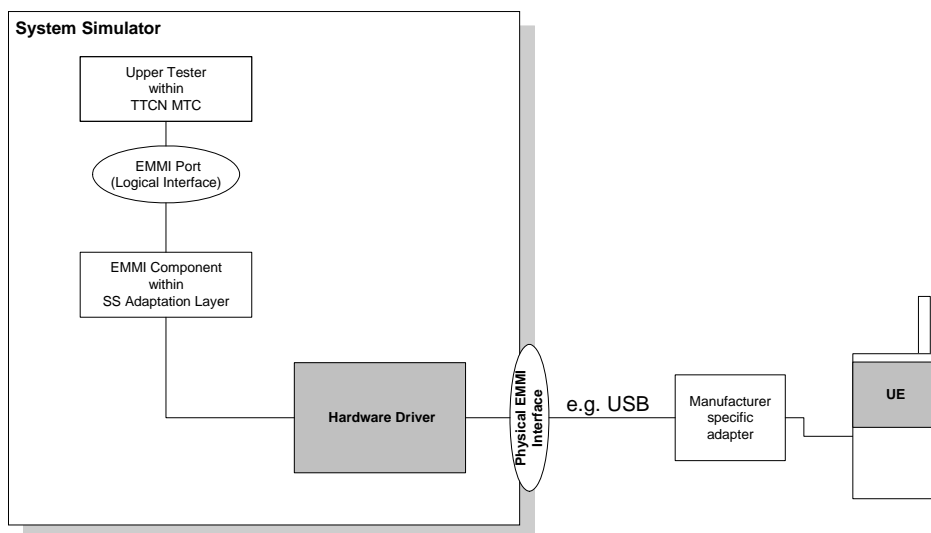 System Simulator
Upper Tester
within
TTCN MTC
EMMI Port
(Logical Interface)
EMMI Component
within
SS Adaptation Layer
Hardware Driver
Physical EMMI
Interface
e.g. USB
Manufacturer
specific
adapter
UE